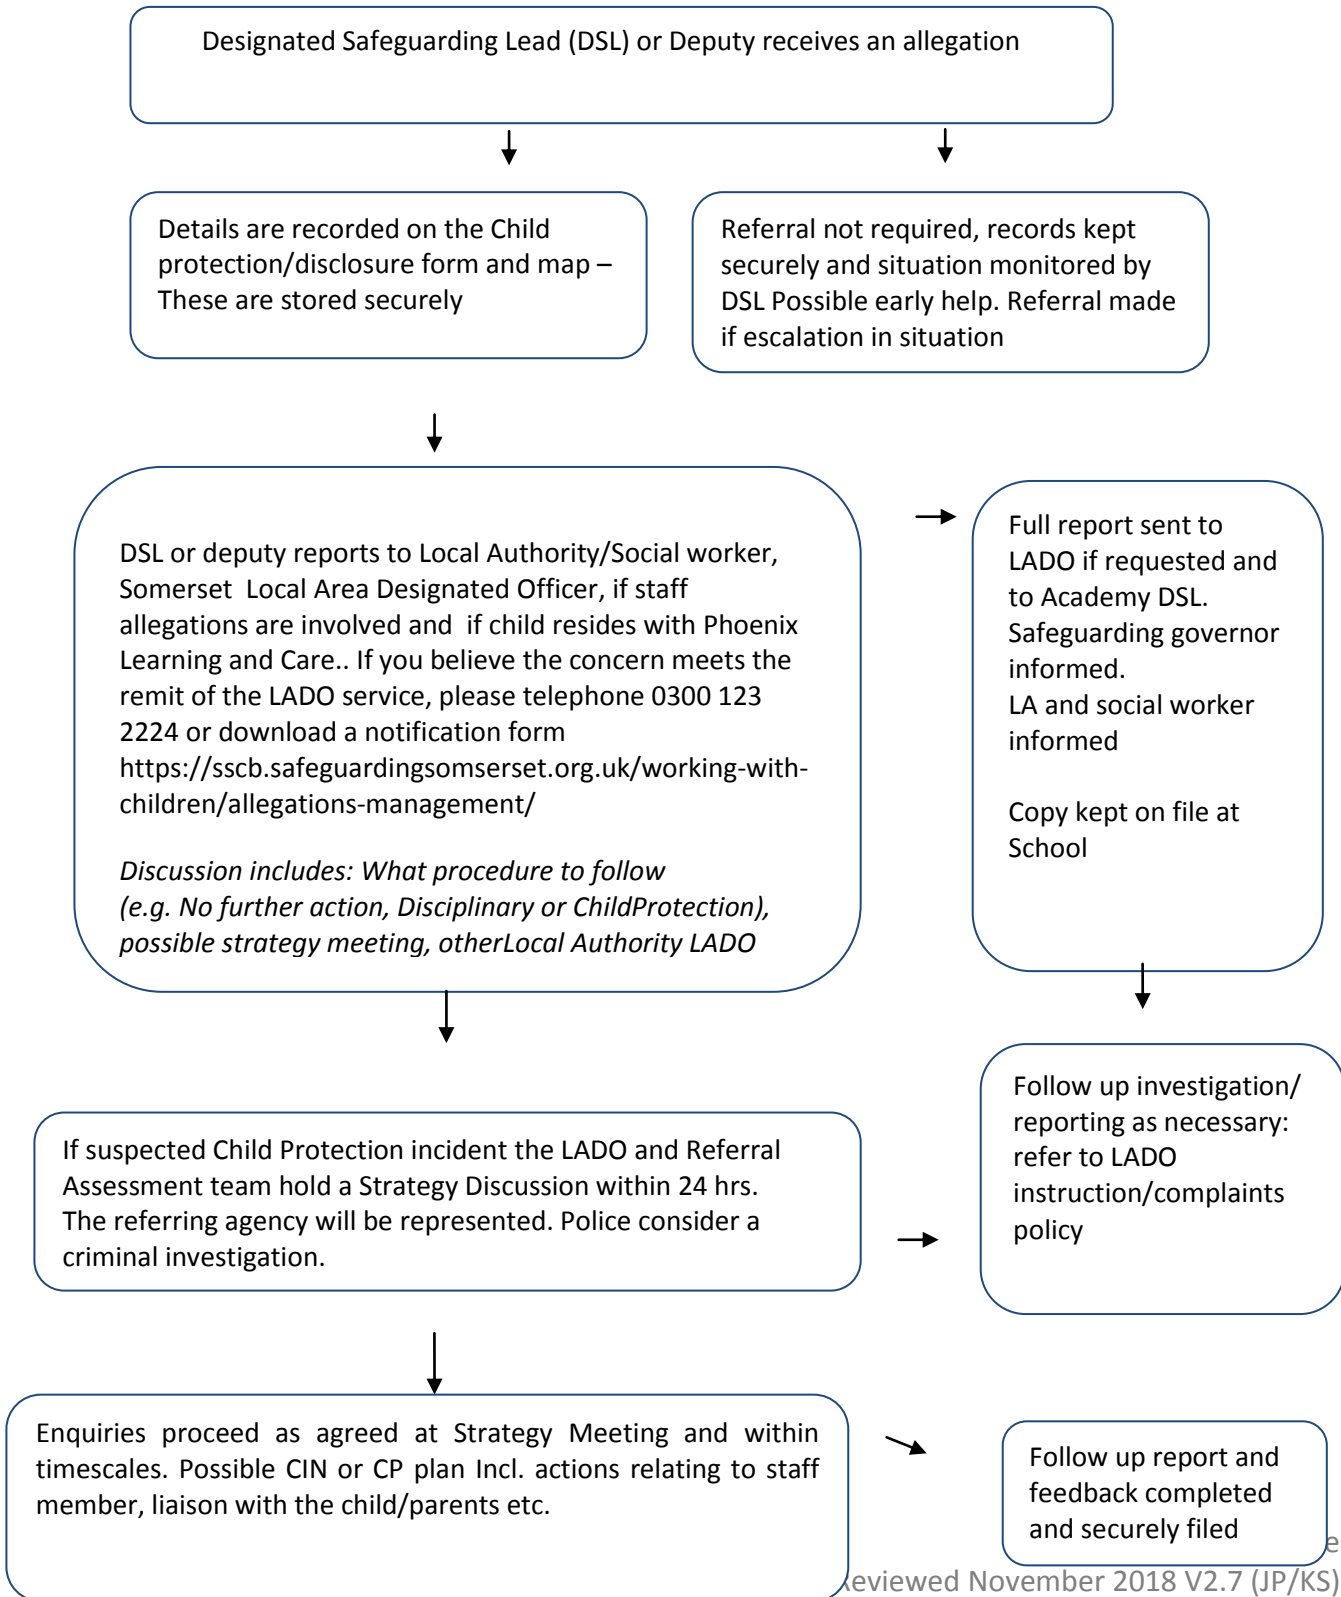 Designated Safeguarding Lead (DSL) or Deputy receives an allegation
Details are recorded on the Child
protection/disclosure form and map –
These are stored securely
Referral not required, records kept
securely and situation monitored by
DSL Possible early help. Referral made
if escalation in situation
DSL or deputy reports to Local Authority/Social worker,
Somerset  Local Area Designated Officer, if staff
allegations are involved and  if child resides with Phoenix
Learning and Care.. If you believe the concern meets the
remit of the LADO service, please telephone 0300 123
2224 or download a notification form
https://sscb.safeguardingsomserset.org.uk/working-with-
children/allegations-management/
Discussion includes: What procedure to follow
(e.g. No further action, Disciplinary or ChildProtection),
possible strategy meeting, otherLocal Authority LADO
Full report sent to
LADO if requested and
to Academy DSL.
Safeguarding governor
informed.
LA and social worker
informed
Copy kept on file at
School
Follow up investigation/
reporting as necessary:
refer to LADO
instruction/complaints
policy
If suspected Child Protection incident the LADO and Referral
Assessment team hold a Strategy Discussion within 24 hrs.
The referring agency will be represented. Police consider a
criminal investigation.
Enquiries proceed as agreed at Strategy Meeting and within
timescales. Possible CIN or CP plan Incl. actions relating to staff
member, liaison with the child/parents etc.
Follow up report and
feedback completed
and securely filed
Reviewed November 2018 V2.7 (JP/KS)